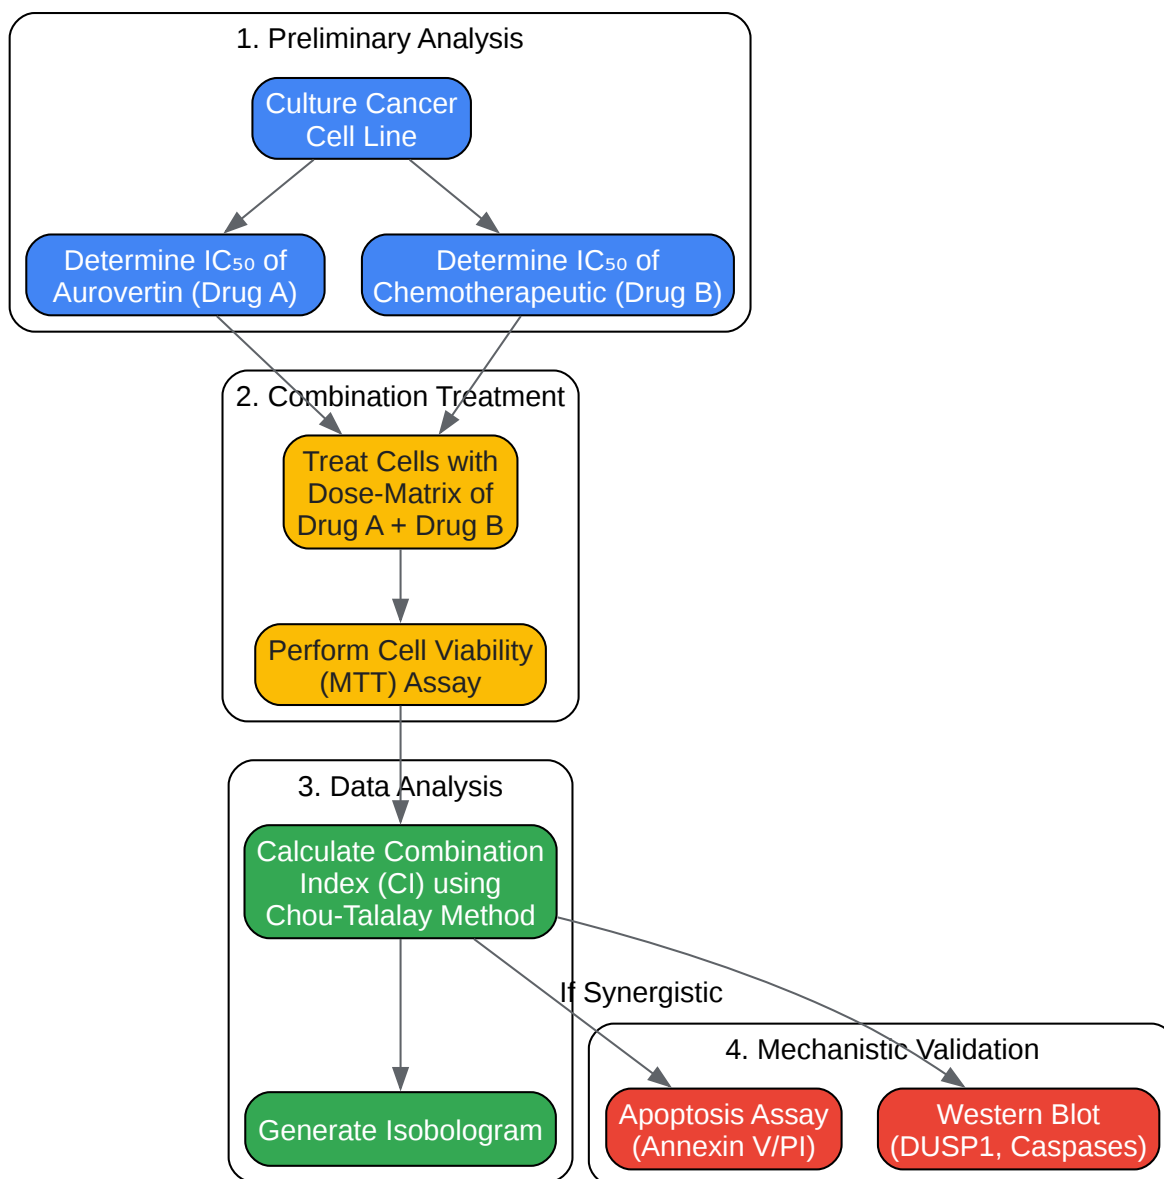 1. Preliminary Analysis
Culture Cancer
Cell Line
Determine IC₅₀ of
Aurovertin (Drug A)
Determine IC₅₀ of
Chemotherapeutic (Drug B)
2. Combination Treatment
Treat Cells with
Dose-Matrix of
Drug A + Drug B
Perform Cell Viability
(MTT) Assay
3. Data Analysis
Calculate Combination
Index (CI) using
Chou-Talalay Method
If Synergistic
Generate Isobologram
4. Mechanistic Validation
Apoptosis Assay
(Annexin V/PI)
Western Blot
(DUSP1, Caspases)